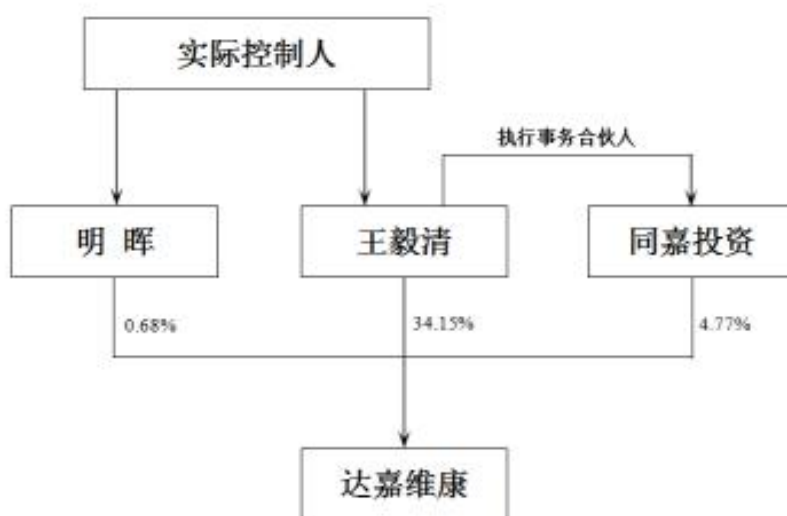 实际控制人
执行事务合伙人
明 晖
王毅清
同嘉投资
0.68%
34.15%
4.77%
达嘉维康